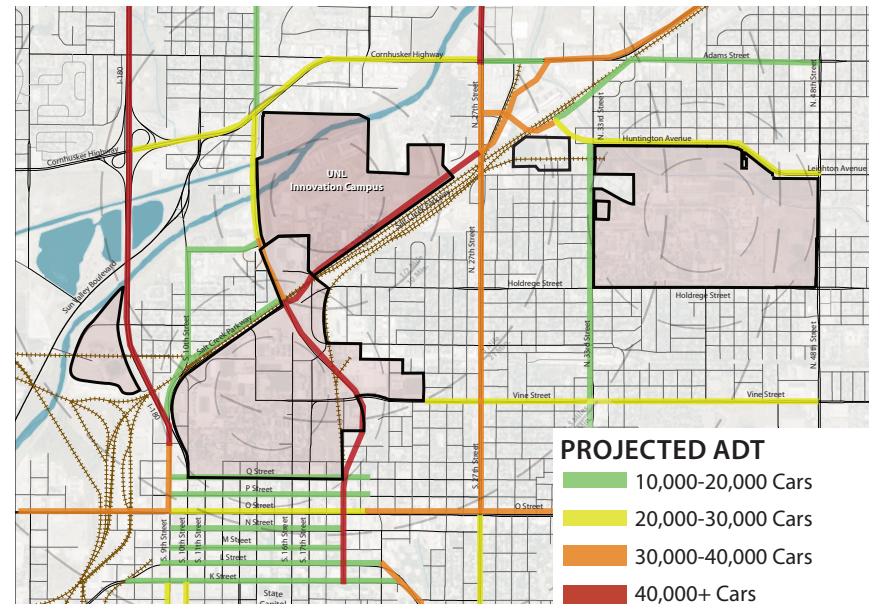 Cornhusker Highway
Adams Street
I-180
N. 27th Street
N. 33rd Street
N. 48th Street
Cornhusker Highway
Huntington Avenue
Leighton Avenue
UNL
Innovation Campus
Salt Creek Parkway
N. 27th Street
Sun Valley Boulevard
Holdrege Street
Holdrege Street
S. 10th Street
Salt Creek Parkway
N. 33rd Street
N. 48th Street
I-180
Vine Street
Vine Street
S. 27th Street
Q Street
P Street
O Street
O Street
N Street
M Street
L Street
K Street
S. 9th Street
S. 10th Street
S. 11th Street
S. 16th Street
S. 17th Street
State
PROJECTED ADT
10,000-20,000 Cars
20,000-30,000 Cars
30,000-40,000 Cars
40,000+ Cars